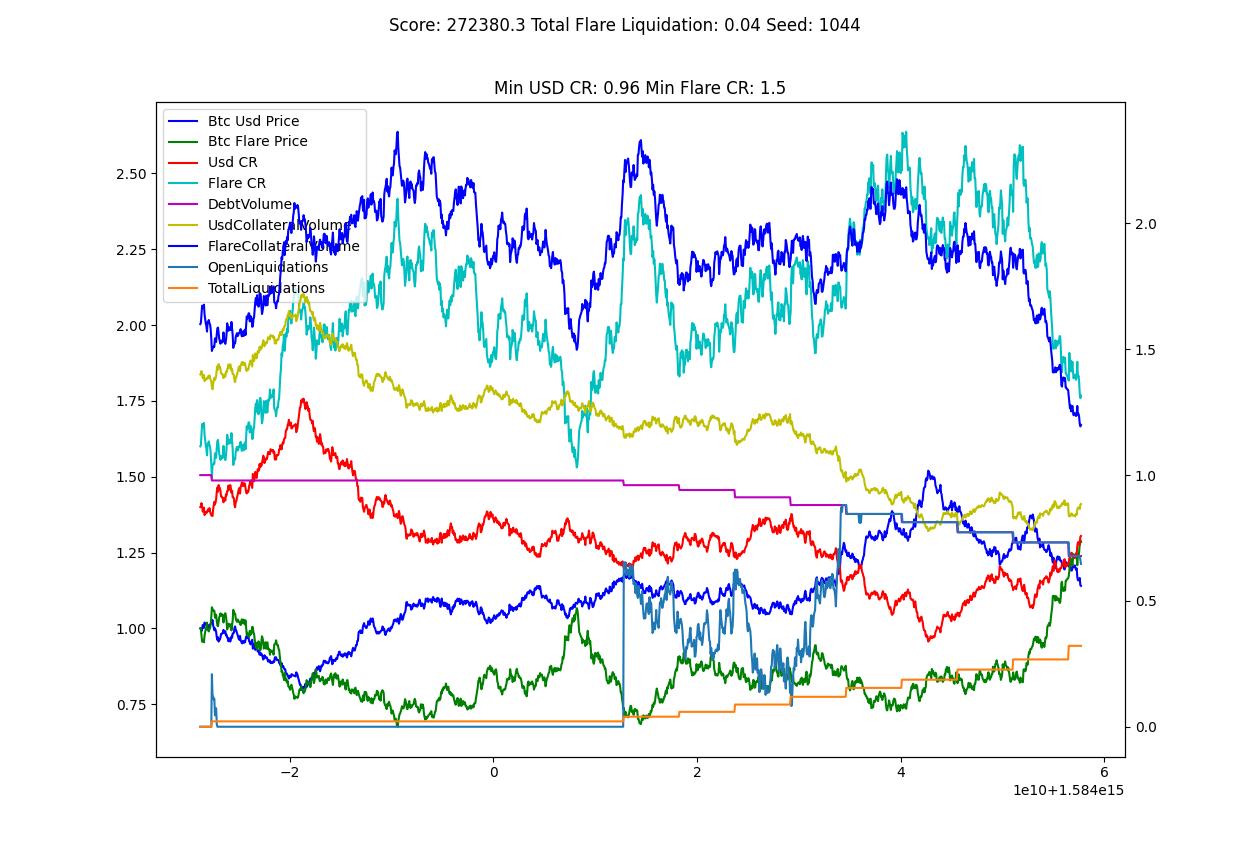 Score: 272380.3 Total Flare Liquidation: 0.04 Seed: 1044
Min USD CR: 0.96 Min Flare CR: 1.5
Btc Usd Price
Btc Flare Price
Usd CR
Flare CR
DebtVolume
UsdCollateralVolume
FlareCollateralVolume
OpenLiquidations
TotalLiquidations
2.50
2.25
2.00
1.75
1.50
1.25
1.00
0.75
2.0
1.5
1.0
0.5
0.0
−2 0 2 4 6
1e10+1.584e15